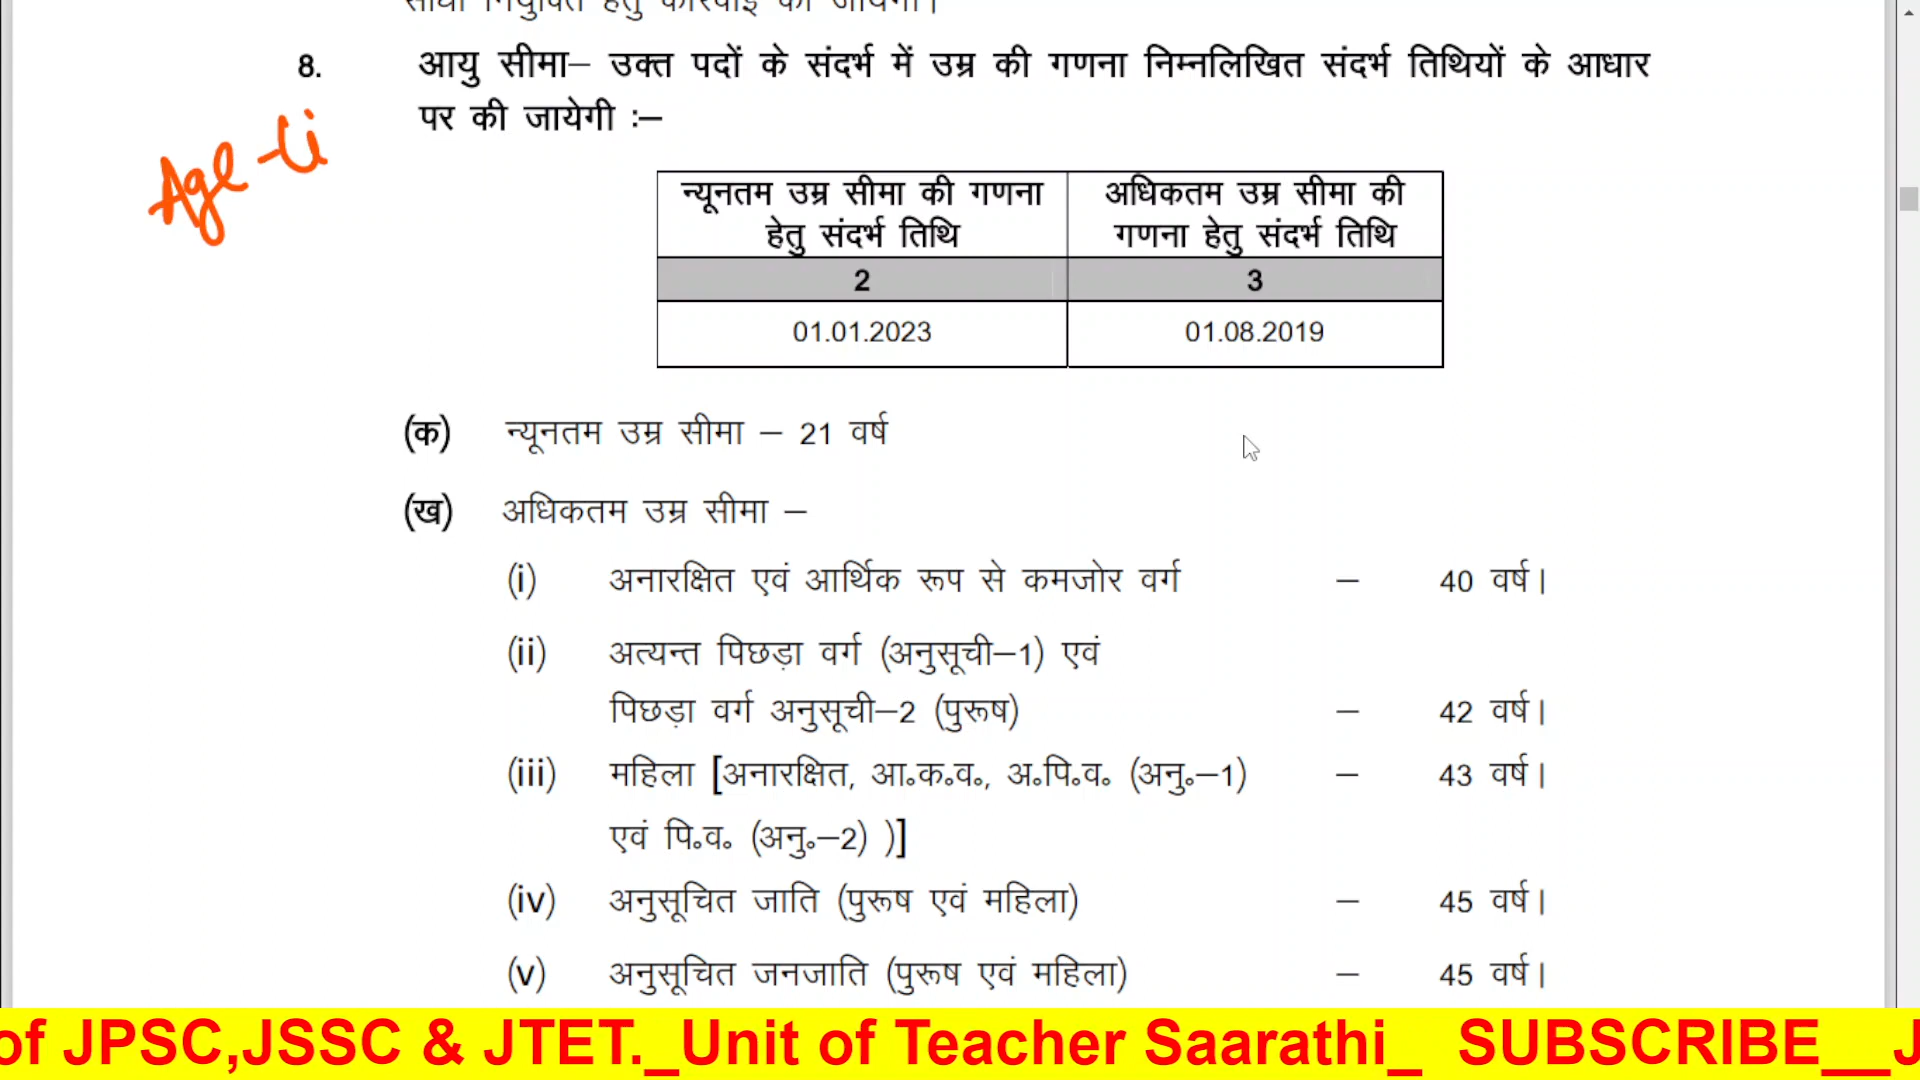 सीधी नियुक्ति हेतु कार्रवाई की जायेगी।
8. आयु सीमा– उक्त पदों के संदर्भ में उम्र की गणना निम्नलिखित संदर्भ तिथियों के आधार
पर की जायेगी :–
Age -Li
न्यूनतम उम्र सीमा की गणना हेतु संदर्भ तिथि
अधिकतम उम्र सीमा की गणना हेतु संदर्भ तिथि
2 3
01.01.2023 01.08.2019
(क) न्यूनतम उम्र सीमा – 21 वर्ष
(ख) अधिकतम उम्र सीमा –
(i) अनारक्षित एवं आर्थिक रूप से कमजोर वर्ग – 40 वर्ष।
(ii) अत्यन्त पिछड़ा वर्ग (अनुसूची–1) एवं
पिछड़ा वर्ग अनुसूची–2 (पुरूष) – 42 वर्ष।
(iii) महिला [अनारक्षित, आ॰क॰व॰, अ॰पि॰व॰ (अनु॰–1) – 43 वर्ष।
एवं पि॰व॰ (अनु॰–2) )]
(iv) अनुसूचित जाति (पुरूष एवं महिला) – 45 वर्ष।
(v) अनुसूचित जनजाति (पुरूष एवं महिला) – 45 वर्ष।
of JPSC,JSSC & JTET._Unit of Teacher Saarathi_ SUBSCRIBE__J